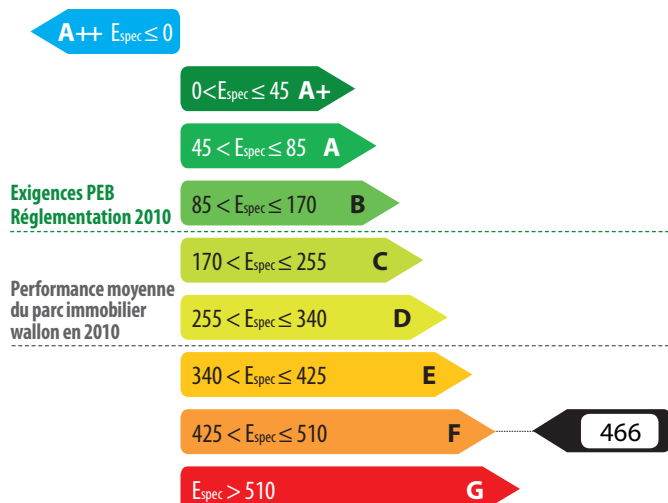 A++ Espec ≤ 0
0<Espec ≤ 45 A+
45 < Espec ≤ 85 A
Exigences PEB
Réglementation 2010
85 < Espec ≤ 170 B
170 < Espec ≤ 255 C
Performance moyenne
du parc immobilier
wallon en 2010
255 < Espec ≤ 340 D
340 < Espec ≤ 425 E
425 < Espec ≤ 510 F
466
Espec > 510 G